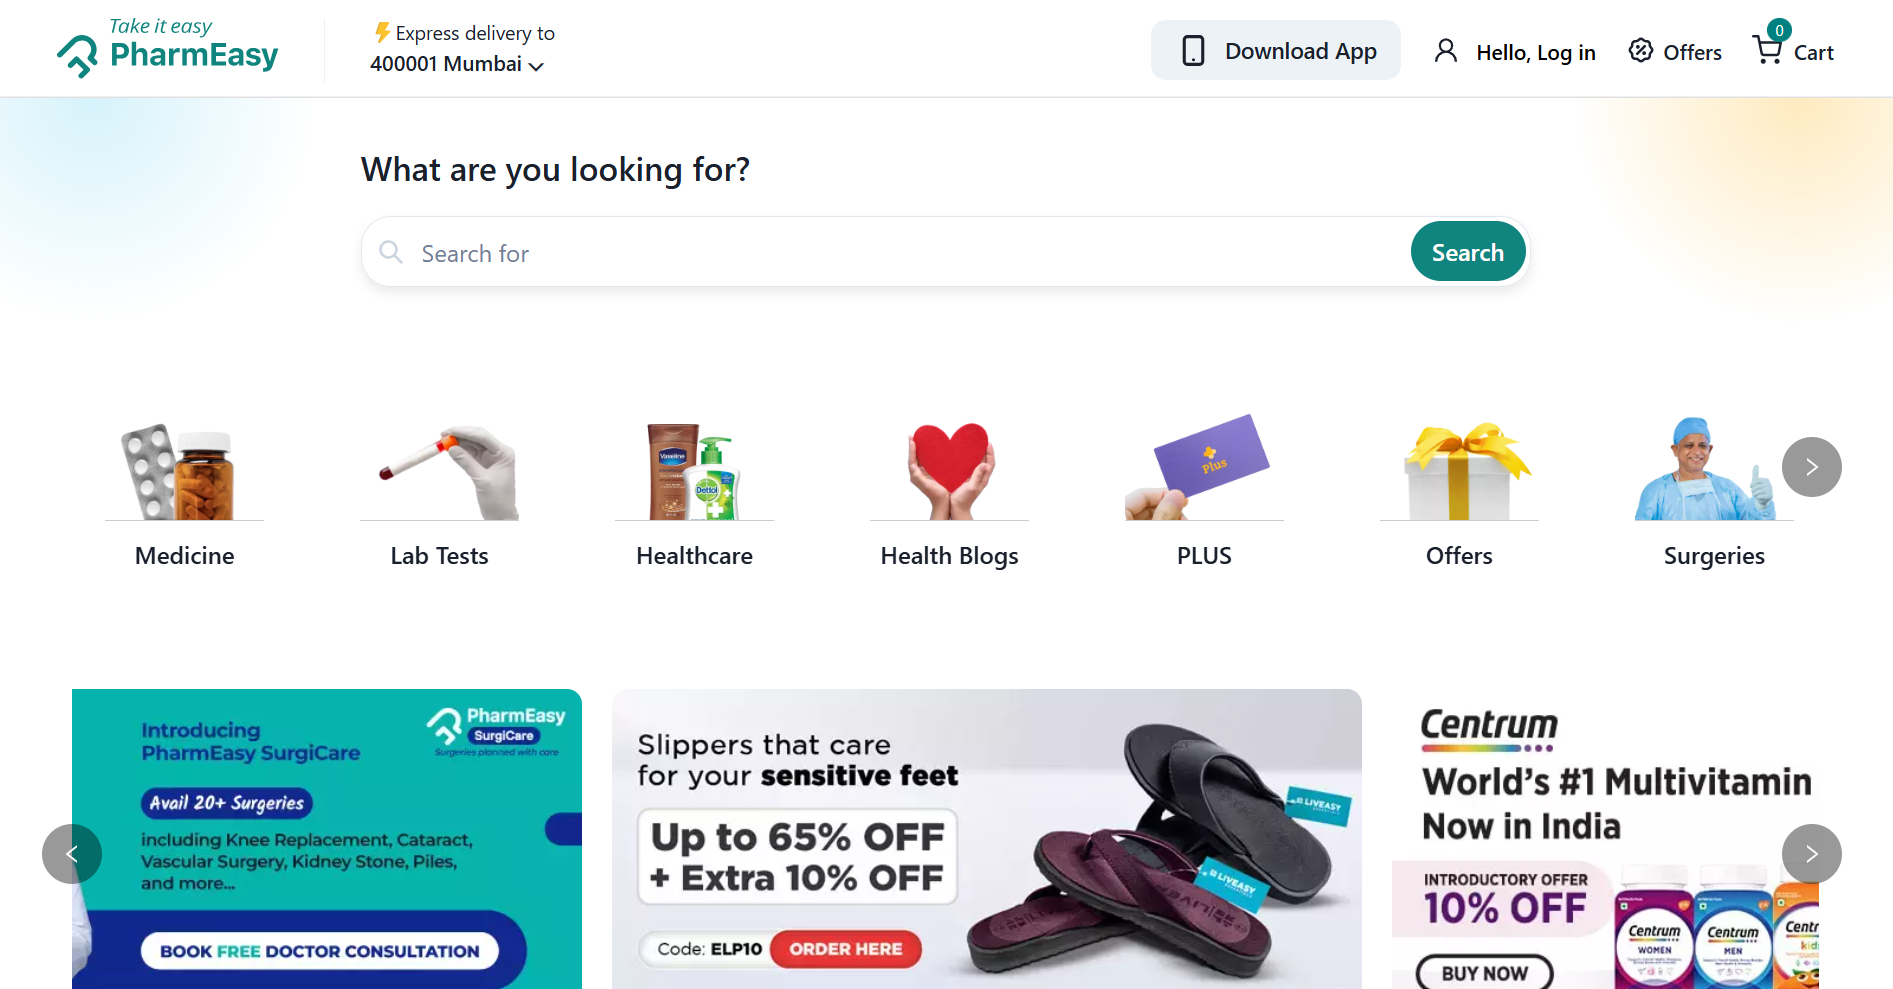 Take it easy
PharmEasy
Express delivery to
400001 Mumbai
Download App
Hello, Log in
Offers
0
Cart
What are you looking for?
Search for
Search
Vaseline
Dettol
Plus
Medicine
Lab Tests
Healthcare
Health Blogs
PLUS
Offers
Surgeries
Introducing
PharmEasy SurgiCare
PharmEasy
SurgiCare
Surgeries planned with care
Avail 20+ Surgeries
including Knee Replacement, Cataract,
Vascular Surgery, Kidney Stone, Piles,
and more...
BOOK FREE DOCTOR CONSULTATION
Slippers that care
for your sensitive feet
Up to 65% OFF
+ Extra 10% OFF
Code: ELP10
ORDER HERE
LIVEASY
LIVEASY
Centrum
World's #1 Multivitamin
Now in India
INTRODUCTORY OFFER
10% OFF
BUY NOW
Centrum
WOMEN
Centrum
MEN
Centr
kids